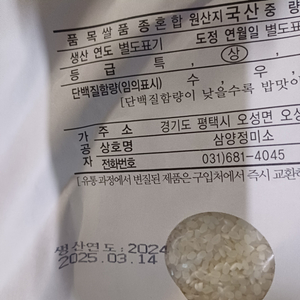 품 목 쌀 품 종 혼합 원산지 국산 중 량
생산 연도 별도표기 도정 연월일 별도표
등 급 특, 상,
단백질함량(임의표시) 수, 우,
[단백질함량이 낮을수록 밥맛이
가 주 소 경기도 평택시 오성면 오성
공 상호명 삼양정미소
자 전화번호 031)681-4045
[유통과정에서 변질된 제품은 구입처에서 즉시 교환하
생산연도:2024
2025.03.14